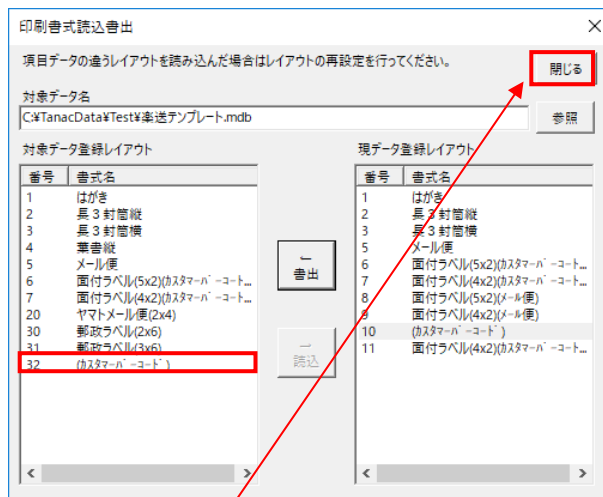 印刷書式読込書出
項目データの違うレイアウトを読み込んだ場合はレイアウトの再設定を行ってください。
閉じる
対象データ名
C:¥TanacData¥Test¥楽送テンプレート.mdb
参照
対象データ登録レイアウト
番号 書式名
1 はがき
2 長3封筒縦
3 長3封筒横
4 葉書縦
5 メール便
6 面付ラベル(5x2)(ｶｽﾀﾏｰﾊﾞｰｺｰﾄ...
7 面付ラベル(4x2)(ｶｽﾀﾏｰﾊﾞｰｺｰﾄ...
20 ヤマトメール便(2x4)
30 郵政ラベル(2x6)
31 郵政ラベル(3x6)
32 (ｶｽﾀﾏｰﾊﾞｰｺｰﾄﾞ)
←
書出
→
読込
現データ登録レイアウト
番号 書式名
1 はがき
2 長3封筒縦
3 長3封筒横
5 メール便
6 面付ラベル(5x2)(ｶｽﾀﾏｰﾊﾞｰｺｰﾄ...
7 面付ラベル(4x2)(ｶｽﾀﾏｰﾊﾞｰｺｰﾄ...
8 面付ラベル(5x2)(ﾒｰﾙ便)
9 面付ラベル(4x2)(ﾒｰﾙ便)
10 (ｶｽﾀﾏｰﾊﾞｰｺｰﾄﾞ)
11 面付ラベル(4x2)(ｶｽﾀﾏｰﾊﾞｰｺｰﾄ...